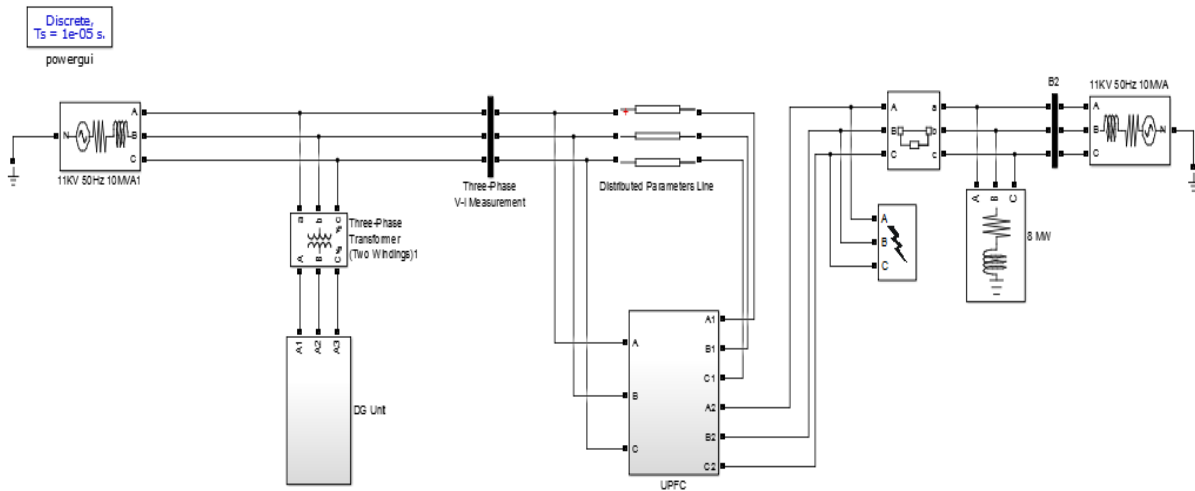 Discrete,
Ts = 1e-05 s.
powergui
N
A
B
C
11KV 50Hz 10MVA1
a
b
c
A
B
C
Three-Phase
Transformer
(Two Windings)1
A1
A2
A3
DG Unit
Three-Phase
V-I Measurement
Distributed Parameters Line
A
B
C
A1
B1
C1
A2
B2
C2
UPFC
A
B
C
a
b
c
A
B
C
A
B
C
8 MW
B2
11KV 50Hz 10MVA
A
B
C
N